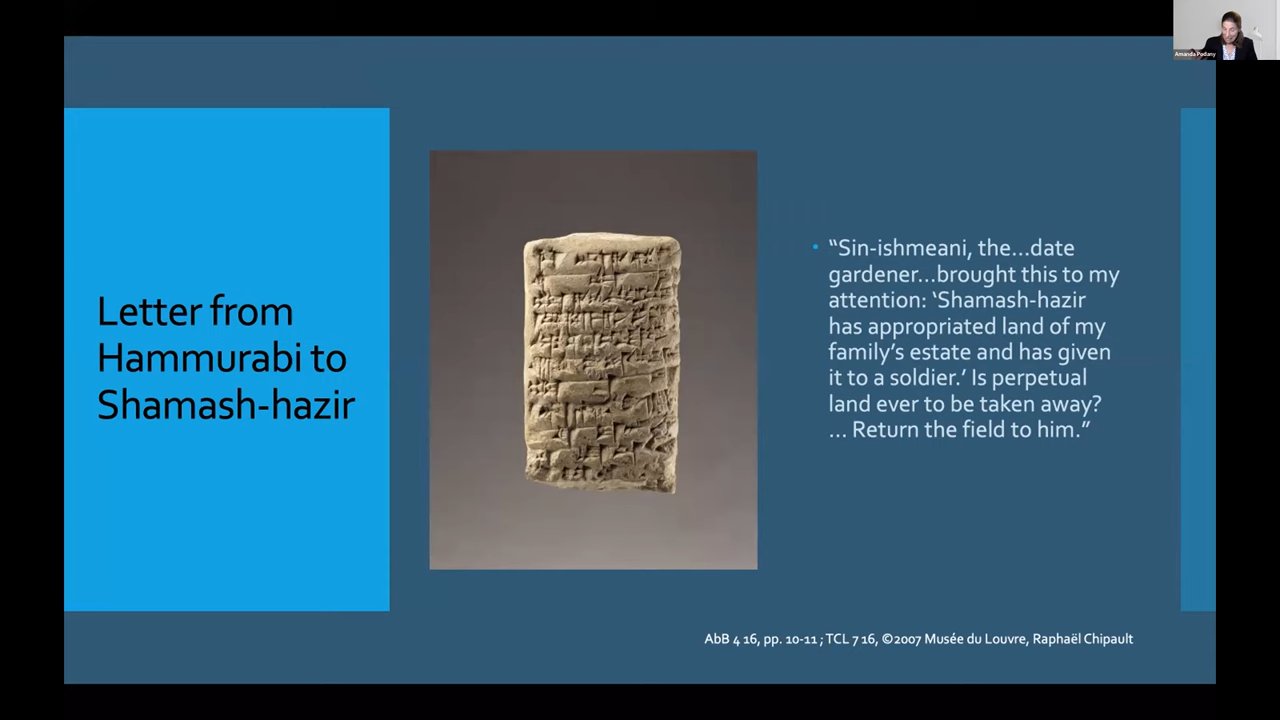 Amanda Podany
Letter from
Hammurabi to
Shamash-hazir
• “Sin-ishmeani, the...date
gardener...brought this to my
attention: ‘Shamash-hazir
has appropriated land of my
family’s estate and has given
it to a soldier.’ Is perpetual
land ever to be taken away?
... Return the field to him.”
AbB 4 16, pp. 10-11 ; TCL 7 16, ©2007 Musée du Louvre, Raphaël Chipault